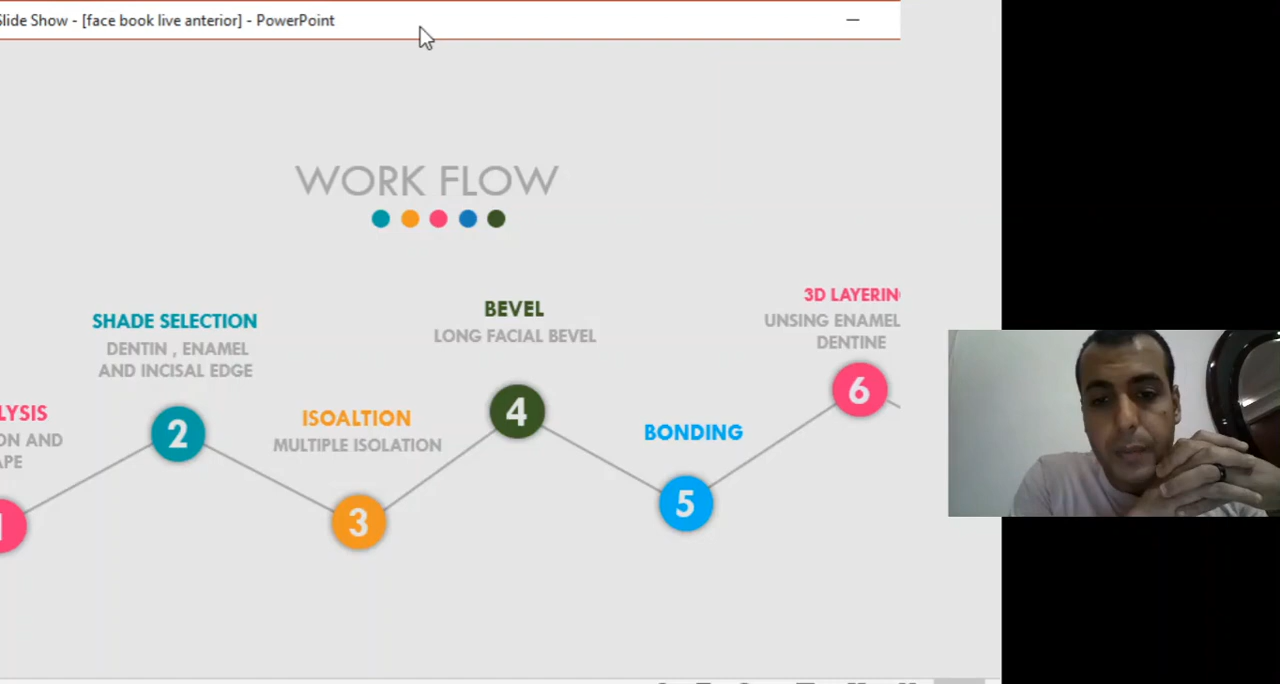 Slide Show - [face book live anterior] - PowerPoint
WORK FLOW
LYSIS
ON AND
APE
1
SHADE SELECTION
DENTIN , ENAMEL
AND INCISAL EDGE
2
ISOALTION
MULTIPLE ISOLATION
3
BEVEL
LONG FACIAL BEVEL
4
BONDING
5
3D LAYERIN
UNSING ENAMEL
DENTINE
6